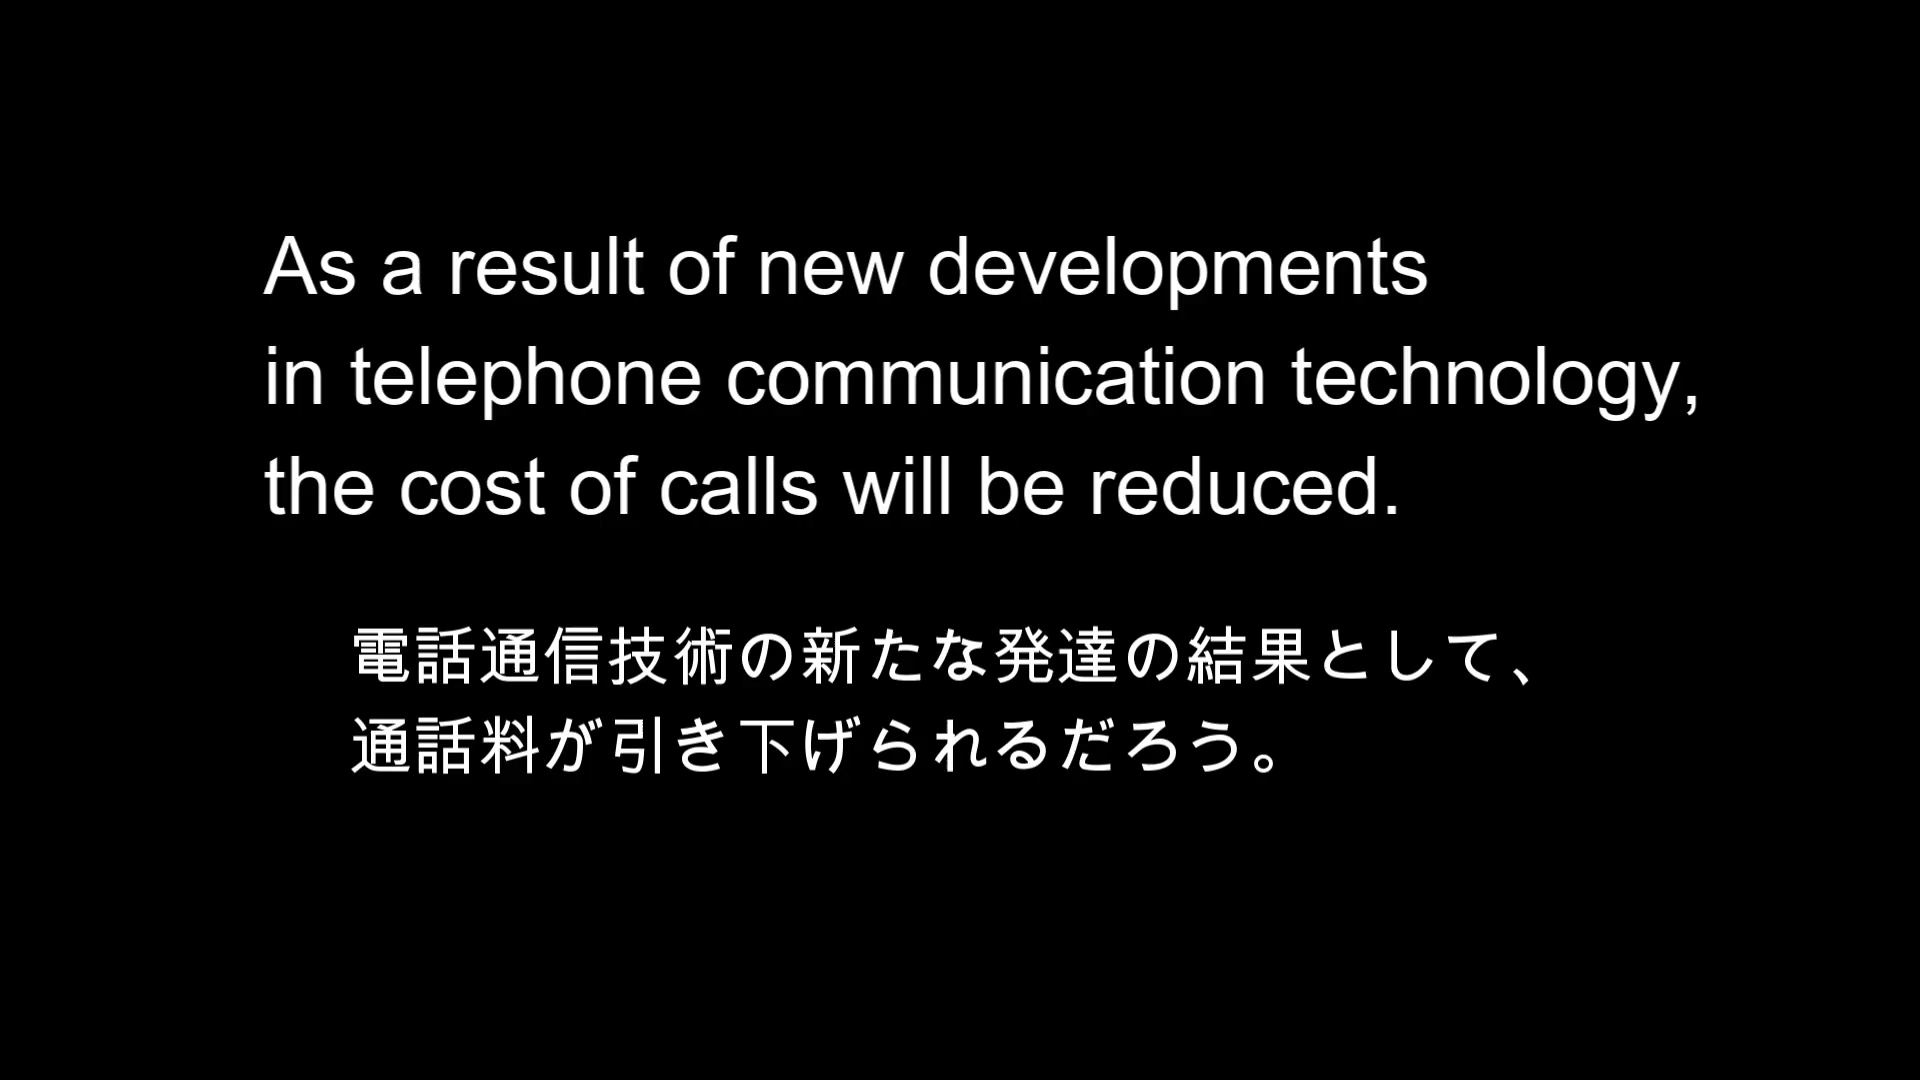 As a result of new developments
in telephone communication technology,
the cost of calls will be reduced.
電話通信技術の新たな発達の結果として、
通話料が引き下げられるだろう。